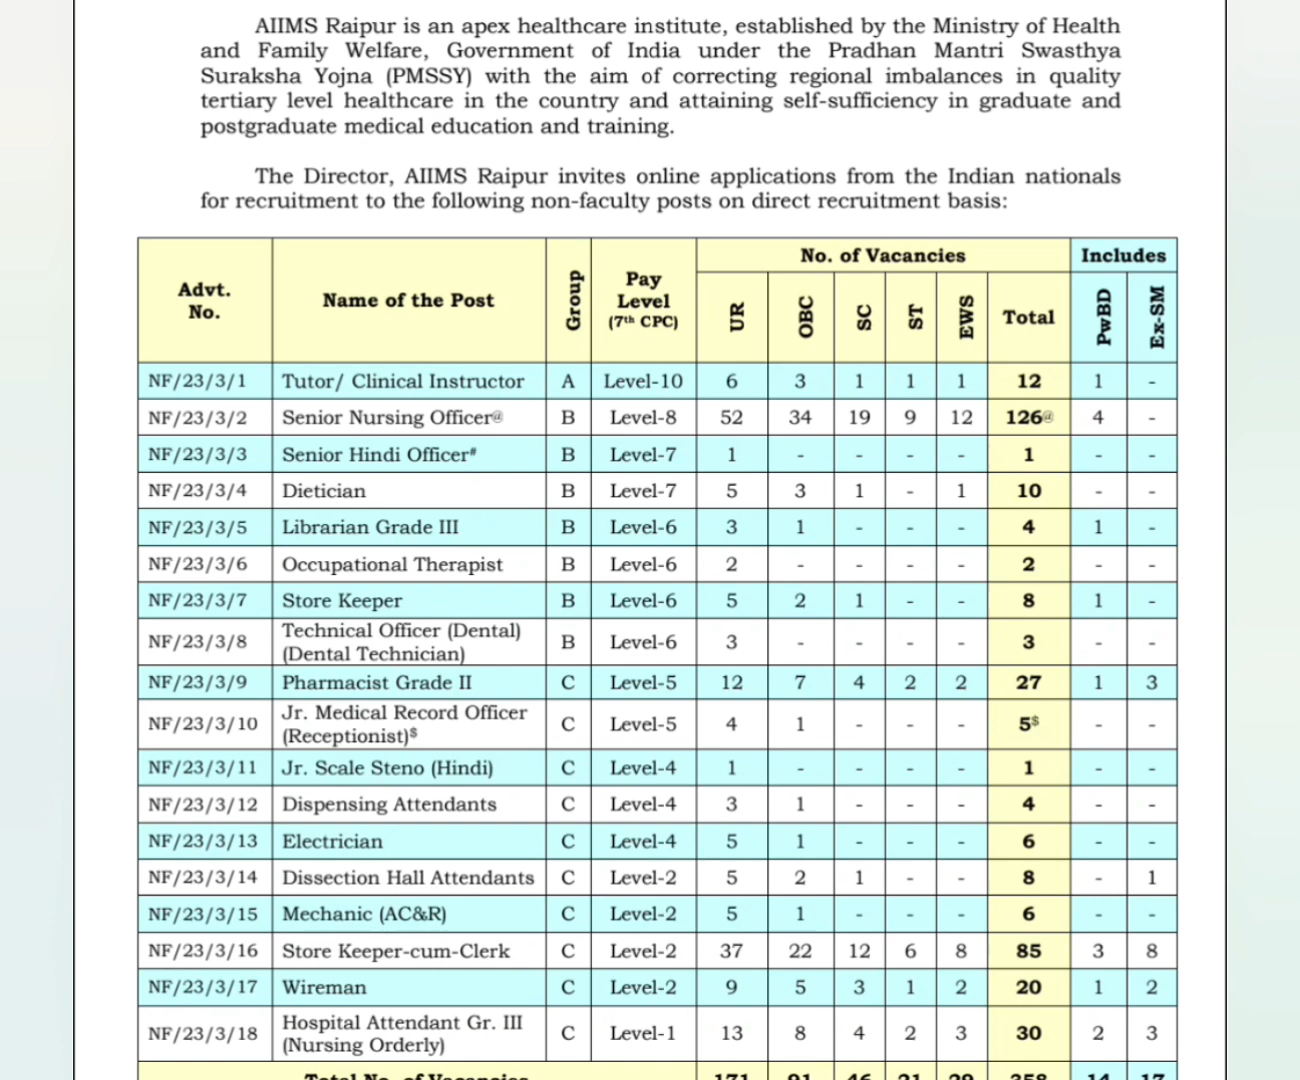 AIIMS Raipur is an apex healthcare institute, established by the Ministry of Health
and Family Welfare, Government of India under the Pradhan Mantri Swasthya
Suraksha Yojna (PMSSY) with the aim of correcting regional imbalances in quality
tertiary level healthcare in the country and attaining self-sufficiency in graduate and
postgraduate medical education and training.
The Director, AIIMS Raipur invites online applications from the Indian nationals
for recruitment to the following non-faculty posts on direct recruitment basis:
Advt. No. Name of the Post Group Pay Level (7th CPC) No. of Vacancies Includes
UR OBC SC ST EWS Total PwBD Ex-SM
NF/23/3/1 Tutor/ Clinical Instructor A Level-10 6 3 1 1 1 12 1 -
NF/23/3/2 Senior Nursing Officer@ B Level-8 52 34 19 9 12 126@ 4 -
NF/23/3/3 Senior Hindi Officer# B Level-7 1 - - - - 1 - -
NF/23/3/4 Dietician B Level-7 5 3 1 - 1 10 - -
NF/23/3/5 Librarian Grade III B Level-6 3 1 - - - 4 1 -
NF/23/3/6 Occupational Therapist B Level-6 2 - - - - 2 - -
NF/23/3/7 Store Keeper B Level-6 5 2 1 - - 8 1 -
NF/23/3/8 Technical Officer (Dental) (Dental Technician) B Level-6 3 - - - - 3 - -
NF/23/3/9 Pharmacist Grade II C Level-5 12 7 4 2 2 27 1 3
NF/23/3/10 Jr. Medical Record Officer (Receptionist)$ C Level-5 4 1 - - - 5$ - -
NF/23/3/11 Jr. Scale Steno (Hindi) C Level-4 1 - - - - 1 - -
NF/23/3/12 Dispensing Attendants C Level-4 3 1 - - - 4 - -
NF/23/3/13 Electrician C Level-4 5 1 - - - 6 - -
NF/23/3/14 Dissection Hall Attendants C Level-2 5 2 1 - - 8 - 1
NF/23/3/15 Mechanic (AC&R) C Level-2 5 1 - - - 6 - -
NF/23/3/16 Store Keeper-cum-Clerk C Level-2 37 22 12 6 8 85 3 8
NF/23/3/17 Wireman C Level-2 9 5 3 1 2 20 1 2
NF/23/3/18 Hospital Attendant Gr. III (Nursing Orderly) C Level-1 13 8 4 2 3 30 2 3
Total No. of Vacancies 171 91 46 21 29 358 14 17